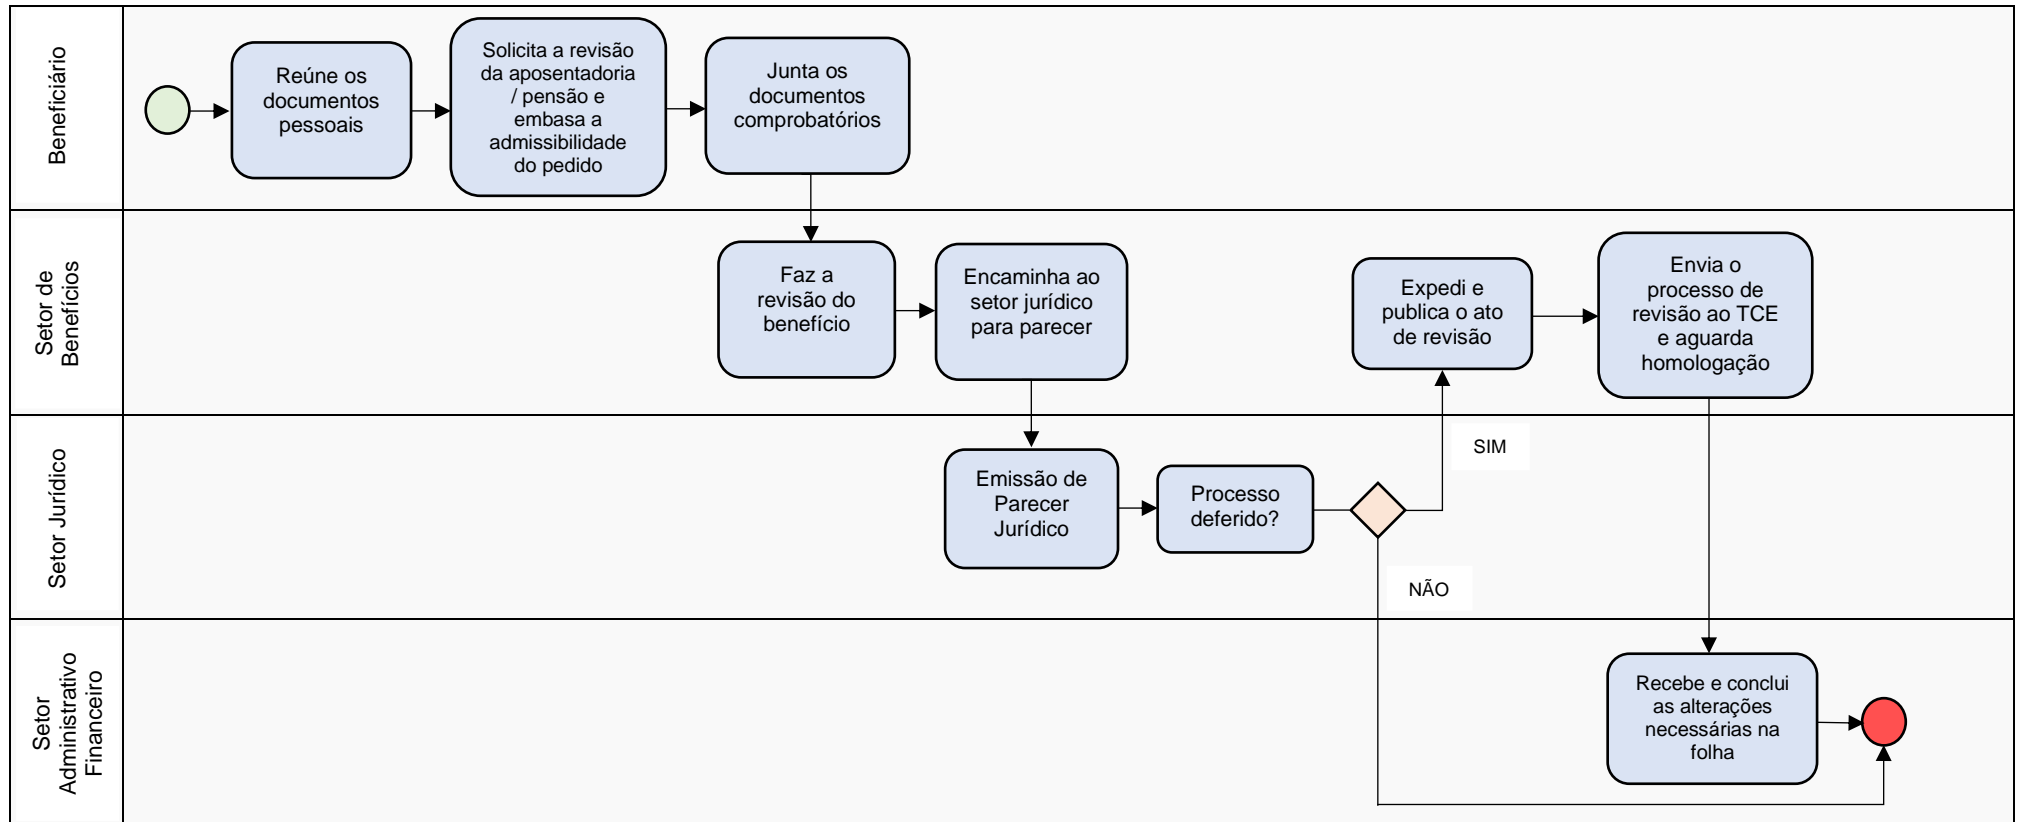 Beneficiário
Reúne os
documentos
pessoais
Solicita a revisão
da aposentadoria
/ pensão e
embasa a
admissibilidade
do pedido
Junta os
documentos
comprobatórios
Setor de
Benefícios
Faz a
revisão do
benefício
Encaminha ao
setor jurídico
para parecer
Expedi e
publica o ato
de revisão
Envia o
processo de
revisão ao TCE
e aguarda
homologação
Setor Jurídico
Emissão de
Parecer
Jurídico
Processo
deferido?
SIM
NÃO
Setor
Administrativo
Financeiro
Recebe e conclui
as alterações
necessárias na
folha